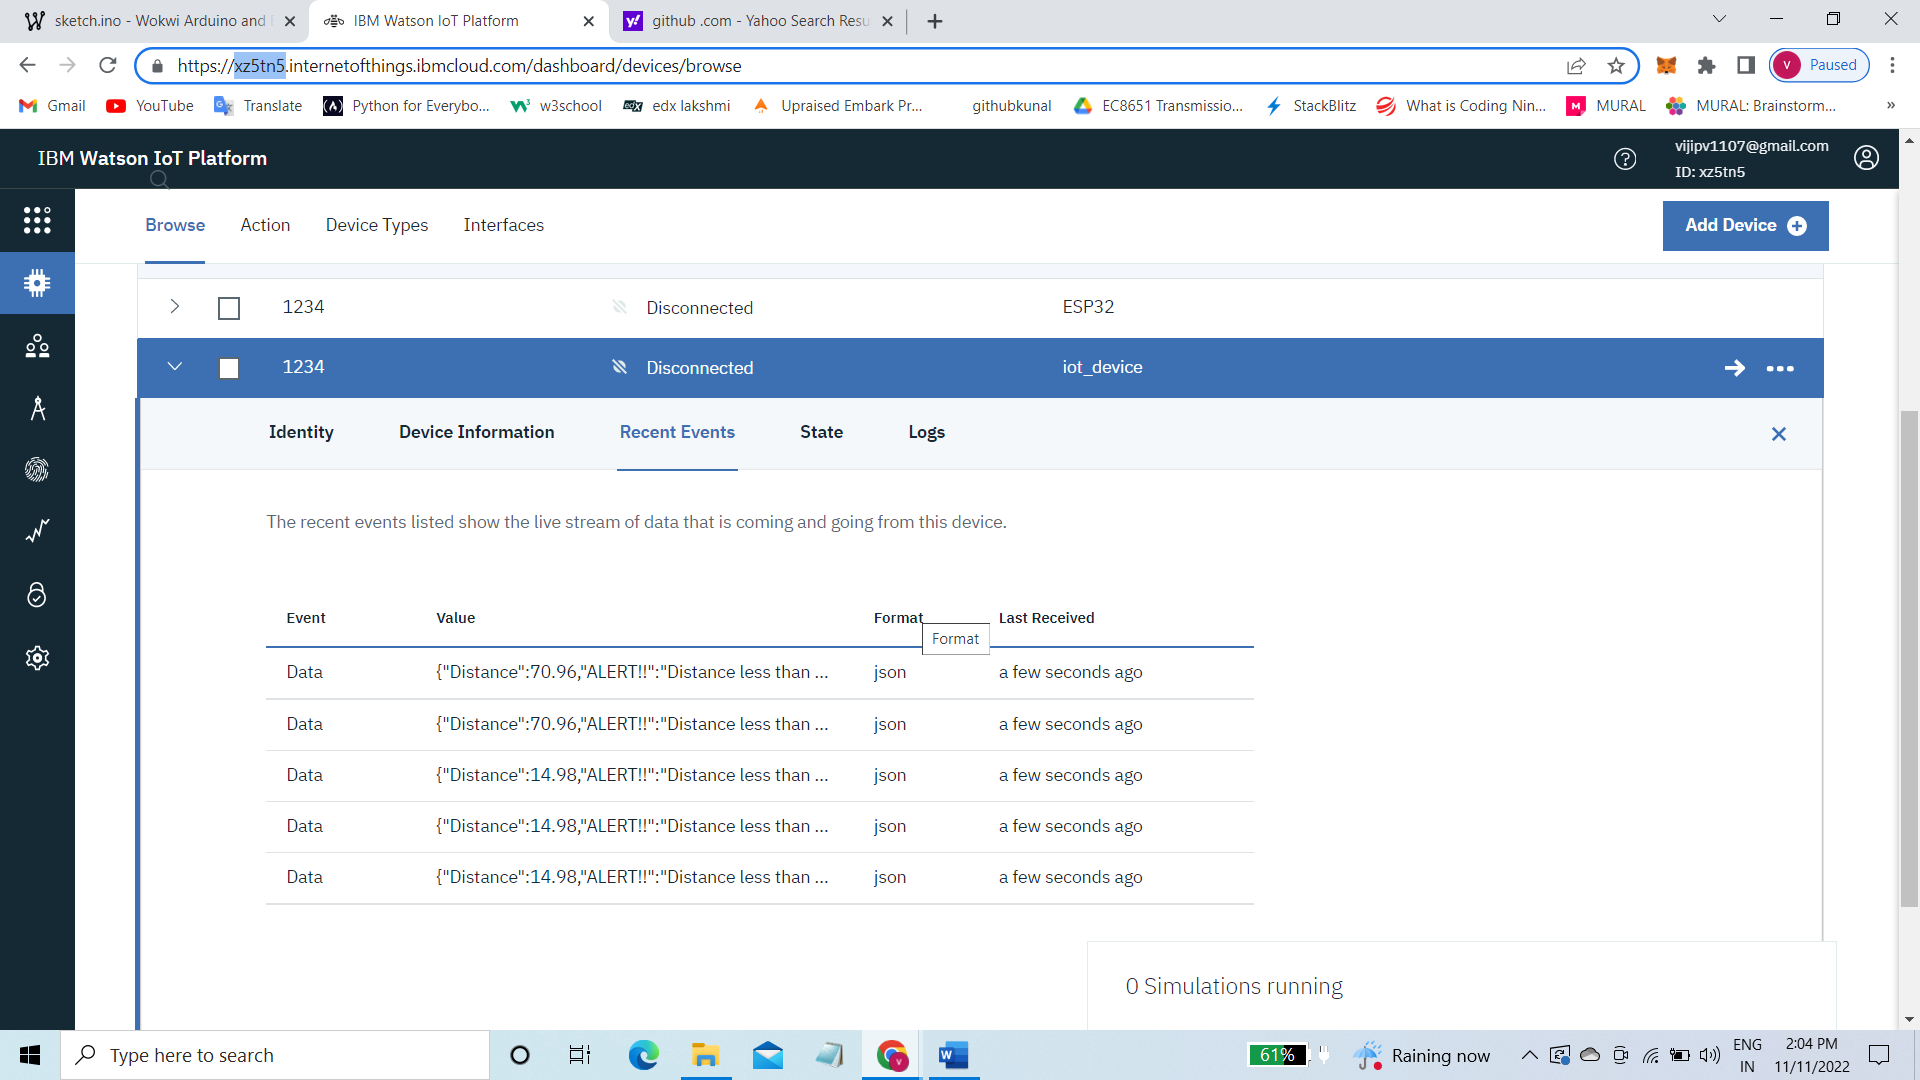 sketch.ino - Wokwi Arduino and
IBM Watson IoT Platform
github .com - Yahoo Search Resu
https://xz5tn5.internetofthings.ibmcloud.com/dashboard/devices/browse
V Paused
Gmail
YouTube
Translate
Python for Everybo...
w3school
edx lakshmi
Upraised Embark Pr...
githubkunal
EC8651 Transmissio...
StackBlitz
What is Coding Nin...
MURAL
MURAL: Brainstorm...
»
IBM Watson IoT Platform
vijipv1107@gmail.com
ID: xz5tn5
Browse
Action
Device Types
Interfaces
Add Device
1234 Disconnected ESP32
1234 Disconnected iot_device
Identity
Device Information
Recent Events
State
Logs
The recent events listed show the live stream of data that is coming and going from this device.
Event Value Format Last Received
Format
Data {"Distance":70.96,"ALERT!!":"Distance less than ... json a few seconds ago
Data {"Distance":70.96,"ALERT!!":"Distance less than ... json a few seconds ago
Data {"Distance":14.98,"ALERT!!":"Distance less than ... json a few seconds ago
Data {"Distance":14.98,"ALERT!!":"Distance less than ... json a few seconds ago
Data {"Distance":14.98,"ALERT!!":"Distance less than ... json a few seconds ago
0 Simulations running
Type here to search
61%
Raining now
ENG
IN
2:04 PM
11/11/2022